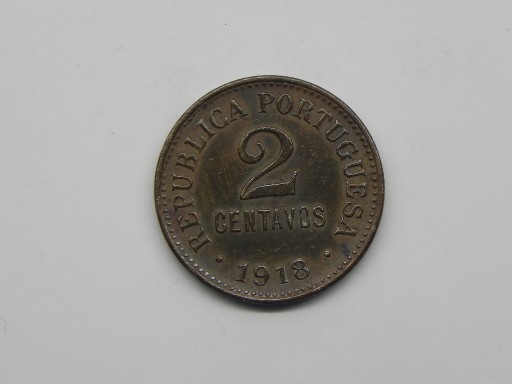 REPUBLICA PORTUGUESA
2
CENTAVOS
· 1918 ·